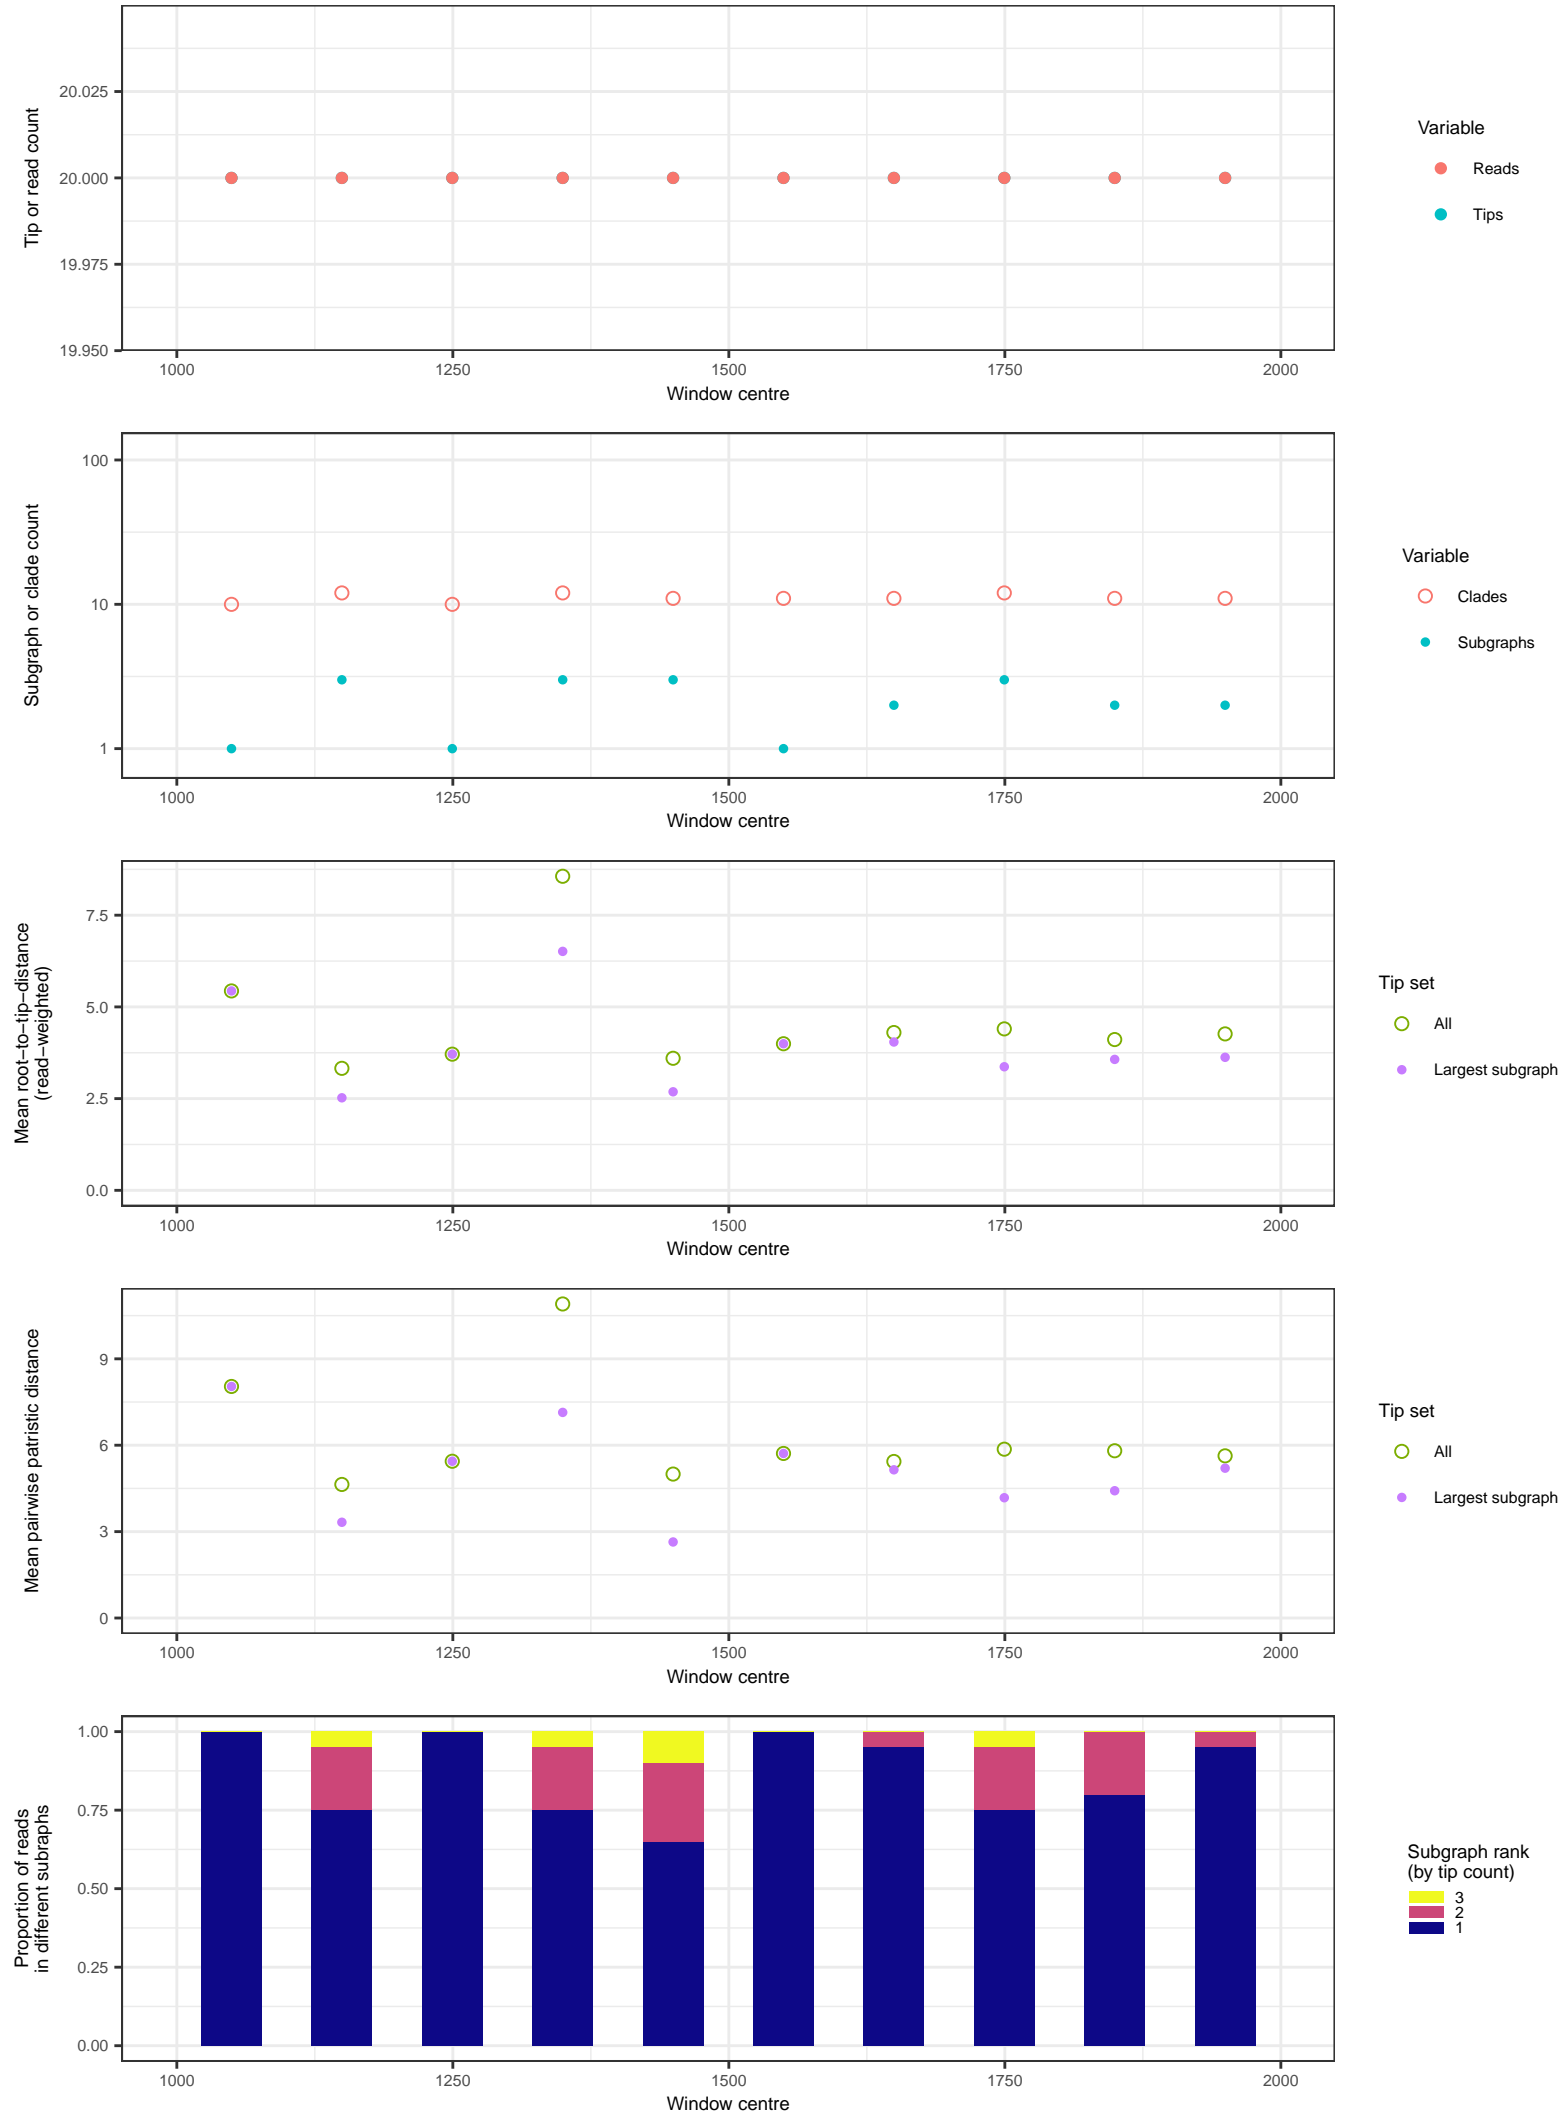 Tip or read count
20.025
20.000
19.975
19.950
1000 1250 1500 1750 2000
Window centre
Variable
Reads
Tips
Subgraph or clade count
100
10
1
1000 1250 1500 1750 2000
Window centre
Variable
Clades
Subgraphs
Mean root−to−tip−distance
(read−weighted)
7.5
5.0
2.5
0.0
1000 1250 1500 1750 2000
Window centre
Tip set
All
Largest subgraph
Mean pairwise patristic distance
9
6
3
0
1000 1250 1500 1750 2000
Window centre
Tip set
All
Largest subgraph
Proportion of reads
in different subraphs
1.00
0.75
0.50
0.25
0.00
1000 1250 1500 1750 2000
Window centre
Subgraph rank
(by tip count)
3
2
1